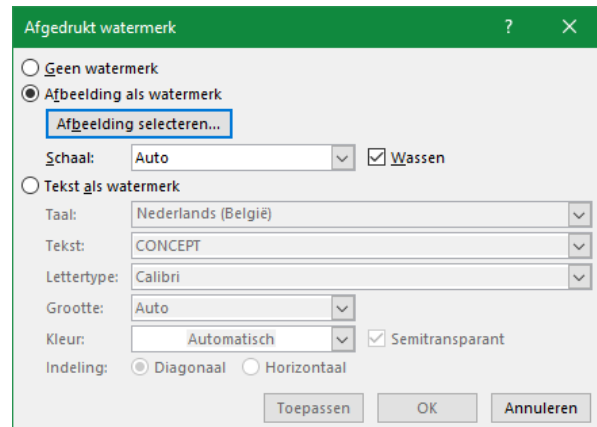 Afgedrukt watermerk ?
Geen watermerk
Afbeelding als watermerk
Afbeelding selecteren...
Schaal: Auto Wassen
Tekst als watermerk
Taal: Nederlands (België)
Tekst: CONCEPT
Lettertype: Calibri
Grootte: Auto
Kleur: Automatisch Semitransparant
Indeling: Diagonaal Horizontaal
Toepassen OK Annuleren